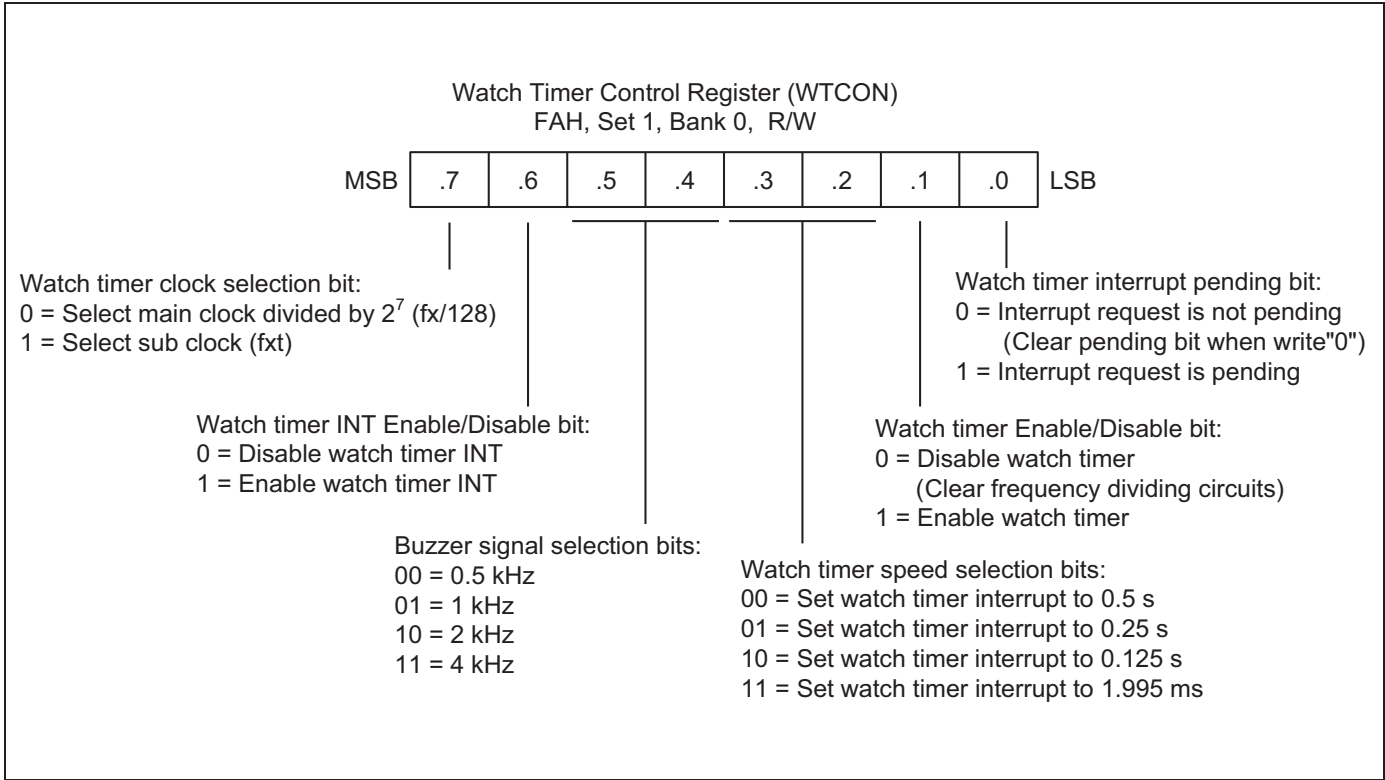 Watch Timer Control Register (WTCON)
FAH, Set 1, Bank 0, R/W
MSB .7 .6 .5 .4 .3 .2 .1 .0 LSB
Watch timer clock selection bit:
0 = Select main clock divided by 2⁷ (fx/128)
1 = Select sub clock (fxt)
Watch timer INT Enable/Disable bit:
0 = Disable watch timer INT
1 = Enable watch timer INT
Buzzer signal selection bits:
00 = 0.5 kHz
01 = 1 kHz
10 = 2 kHz
11 = 4 kHz
Watch timer speed selection bits:
00 = Set watch timer interrupt to 0.5 s
01 = Set watch timer interrupt to 0.25 s
10 = Set watch timer interrupt to 0.125 s
11 = Set watch timer interrupt to 1.995 ms
Watch timer Enable/Disable bit:
0 = Disable watch timer
(Clear frequency dividing circuits)
1 = Enable watch timer
Watch timer interrupt pending bit:
0 = Interrupt request is not pending
(Clear pending bit when write"0")
1 = Interrupt request is pending